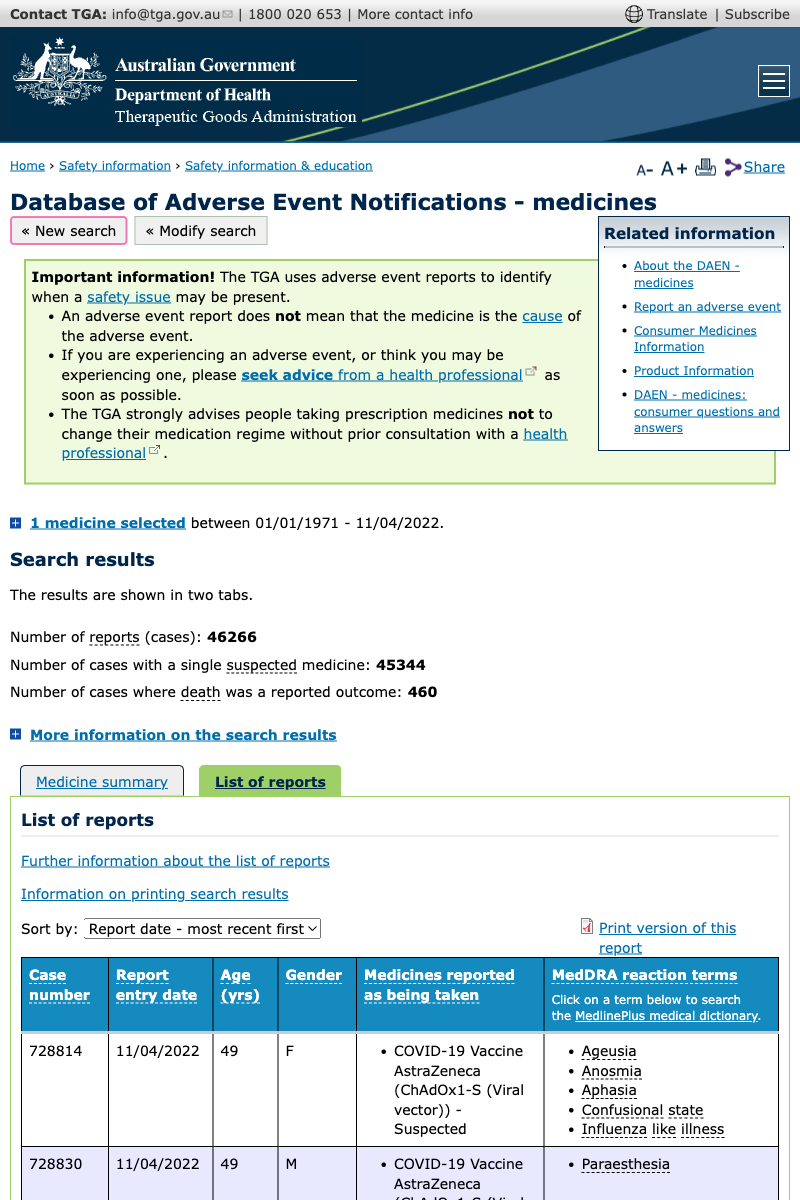 Contact TGA: info@tga.gov.au | 1800 020 653 | More contact info
Translate | Subscribe
Australian Government
Department of Health
Therapeutic Goods Administration
Home › Safety information › Safety information & education
A- A+ Share
Database of Adverse Event Notifications - medicines
« New search
« Modify search
Important information! The TGA uses adverse event reports to identify
when a safety issue may be present.
• An adverse event report does not mean that the medicine is the cause of
the adverse event.
• If you are experiencing an adverse event, or think you may be
experiencing one, please seek advice from a health professional as
soon as possible.
• The TGA strongly advises people taking prescription medicines not to
change their medication regime without prior consultation with a health
professional.
Related information
• About the DAEN -
medicines
• Report an adverse event
• Consumer Medicines
Information
• Product Information
• DAEN - medicines:
consumer questions and
answers
1 medicine selected between 01/01/1971 - 11/04/2022.
Search results
The results are shown in two tabs.
Number of reports (cases): 46266
Number of cases with a single suspected medicine: 45344
Number of cases where death was a reported outcome: 460
More information on the search results
Medicine summary
List of reports
List of reports
Further information about the list of reports
Information on printing search results
Sort by: Report date - most recent first
Print version of this
report
Case
number
Report
entry date
Age
(yrs)
Gender
Medicines reported
as being taken
MedDRA reaction terms
Click on a term below to search
the MedlinePlus medical dictionary.
728814
11/04/2022
49
F
• COVID-19 Vaccine
AstraZeneca
(ChAdOx1-S (Viral
vector)) -
Suspected
• Ageusia
• Anosmia
• Aphasia
• Confusional state
• Influenza like illness
728830
11/04/2022
49
M
• COVID-19 Vaccine
AstraZeneca
(ChAdOx1-S (Viral
• Paraesthesia